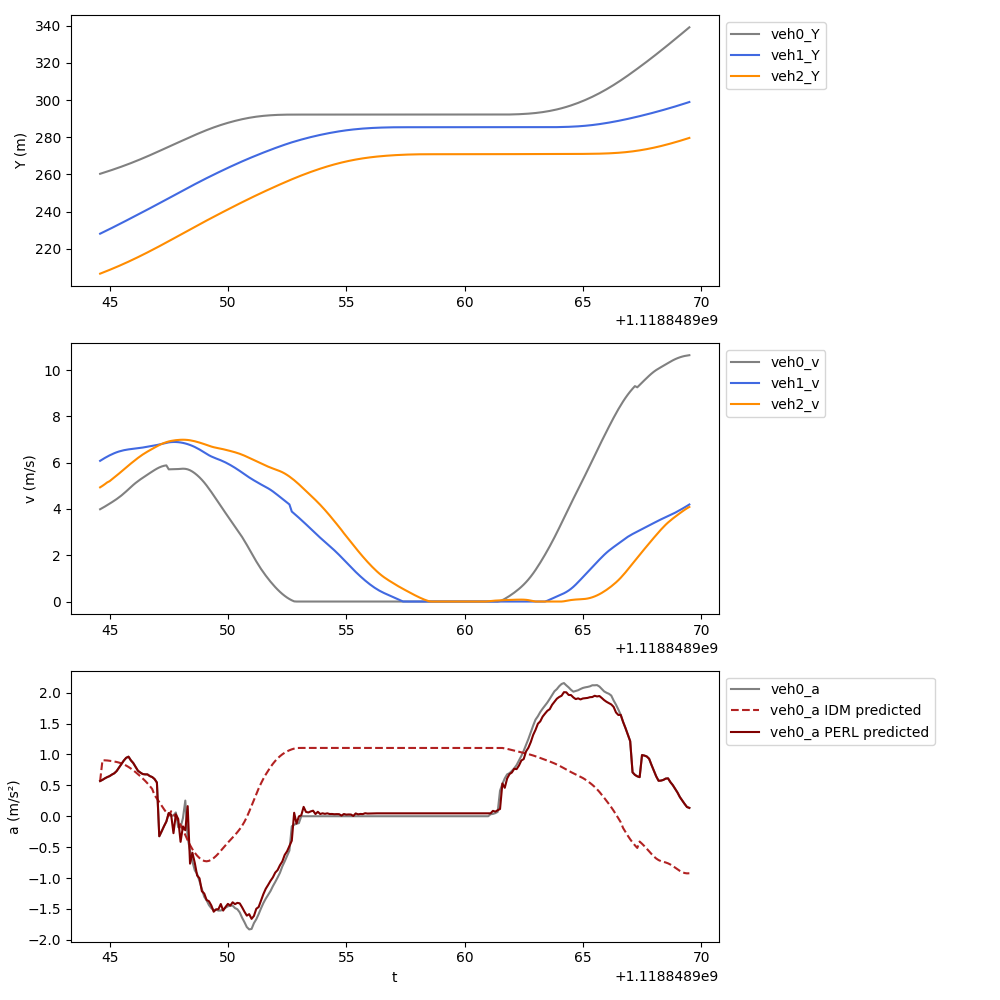 340
320
300
280
260
240
220
Y (m)
45 50 55 60 65 70
+1.1188489e9
veh0_Y
veh1_Y
veh2_Y
10
8
6
4
2
0
v (m/s)
45 50 55 60 65 70
+1.1188489e9
veh0_v
veh1_v
veh2_v
2.0
1.5
1.0
0.5
0.0
−0.5
−1.0
−1.5
−2.0
a (m/s²)
45 50 55 60 65 70
t
+1.1188489e9
veh0_a
veh0_a IDM predicted
veh0_a PERL predicted